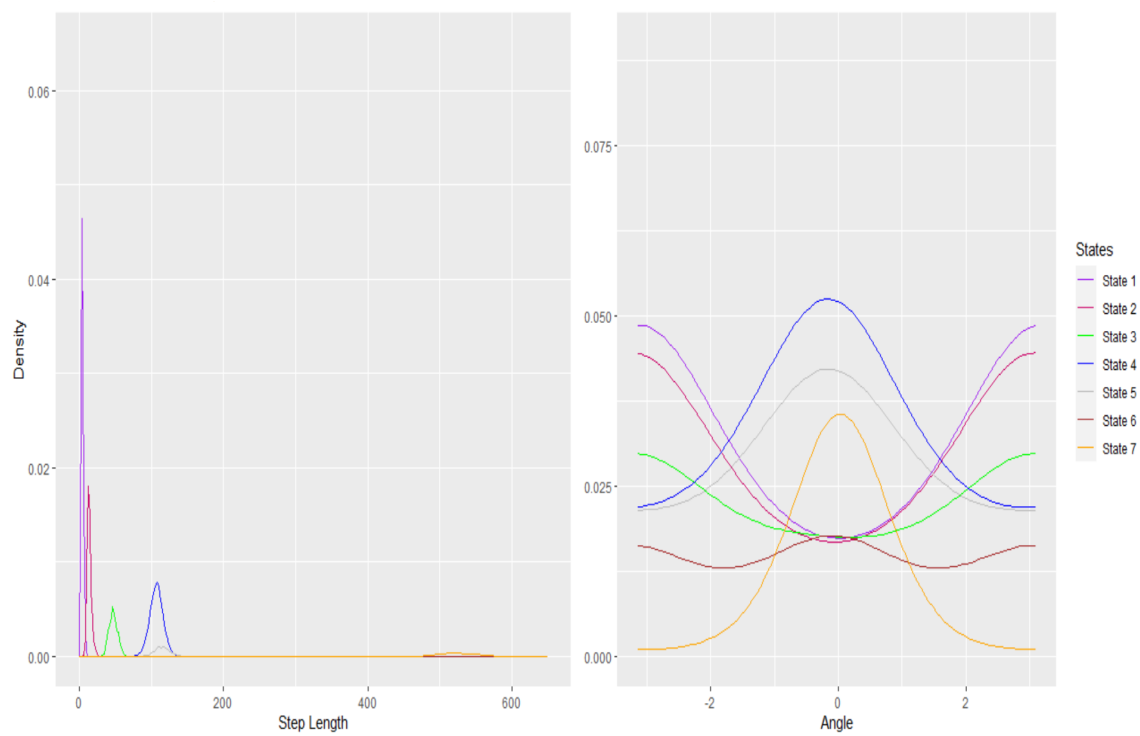 0.06
0.04
0.02
0.00
Density
0
200
400
600
Step Length
0.075
0.050
0.025
0.000
-2
0
2
Angle
States
State 1
State 2
State 3
State 4
State 5
State 6
State 7